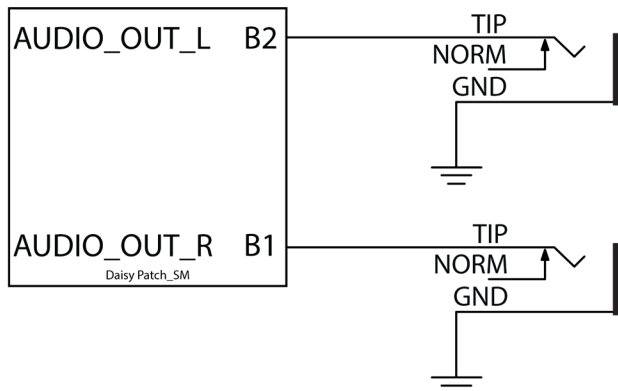 AUDIO_OUT_L B2 TIP
NORM
GND
AUDIO_OUT_R B1 TIP
Daisy Patch_SM NORM
GND